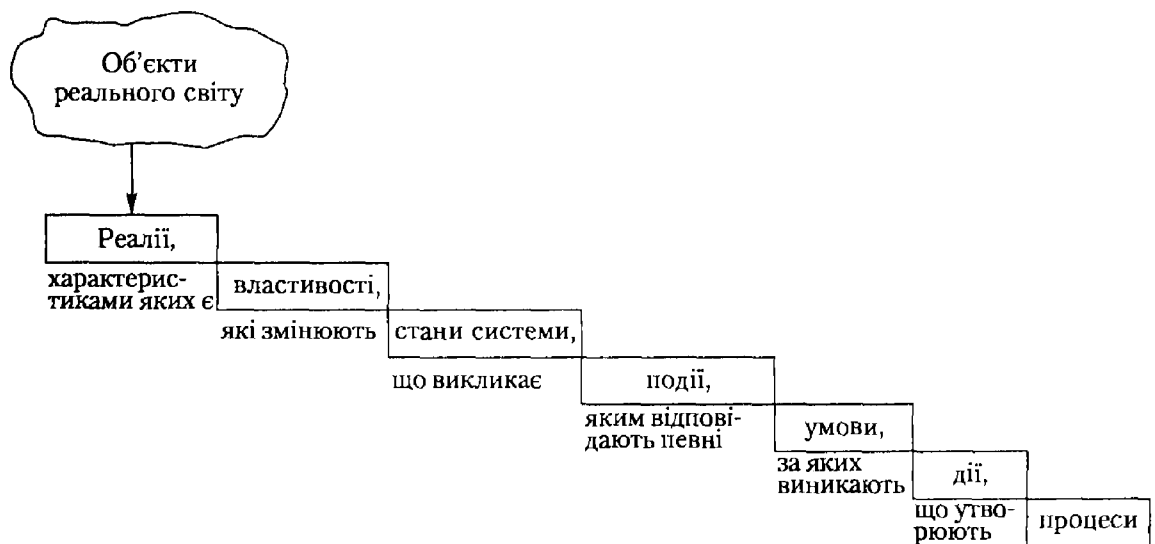 Об’єкти
реального світу
Реалії,
характерис-
тиками яких є
властивості,
які змінюють
стани системи,
що викликає
події,
яким відпові-
дають певні
умови,
за яких
виникають
дії,
що утво-
рюють
процеси